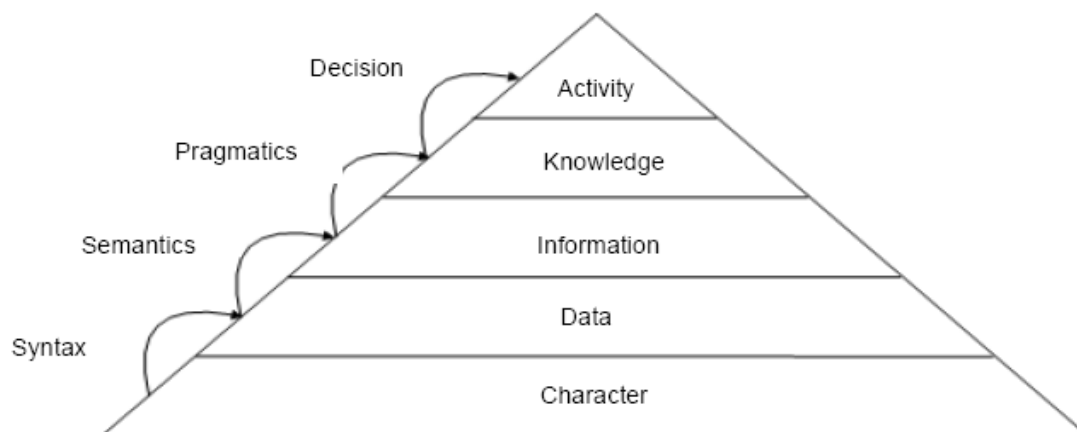 Decision
Activity
Pragmatics
Knowledge
Semantics
Information
Syntax
Data
Character